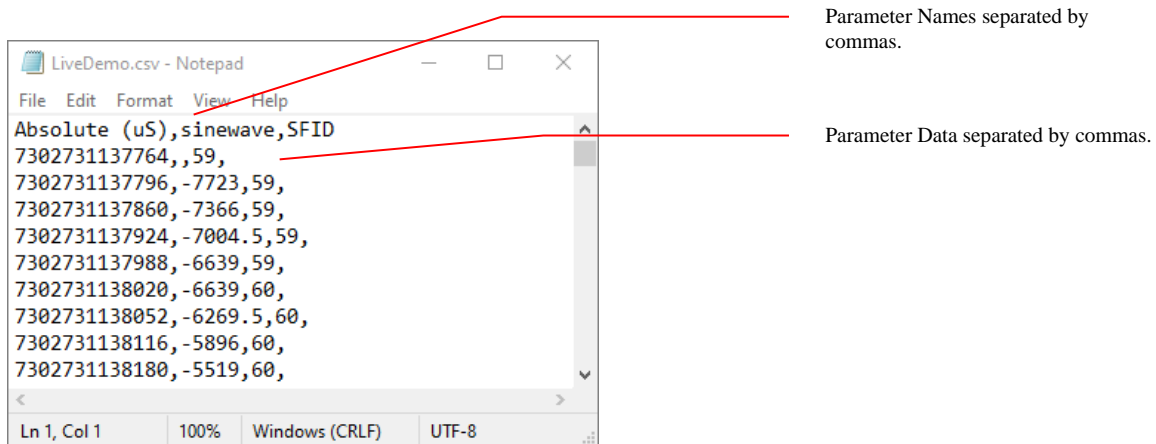 Parameter Names separated by
commas.
LiveDemo.csv - Notepad
File Edit Format View Help
Absolute (uS),sinewave,SFID
7302731137764,,59,
7302731137796,-7723,59,
7302731137860,-7366,59,
7302731137924,-7004.5,59,
7302731137988,-6639,59,
7302731138020,-6639,60,
7302731138052,-6269.5,60,
7302731138116,-5896,60,
7302731138180,-5519,60,
Parameter Data separated by commas.
Ln 1, Col 1 100% Windows (CRLF) UTF-8